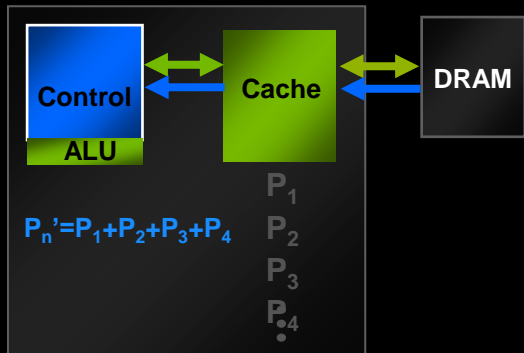 Control
ALU
Cache
DRAM
Pn’=P1+P2+P3+P4
P1
P2
P3
P4